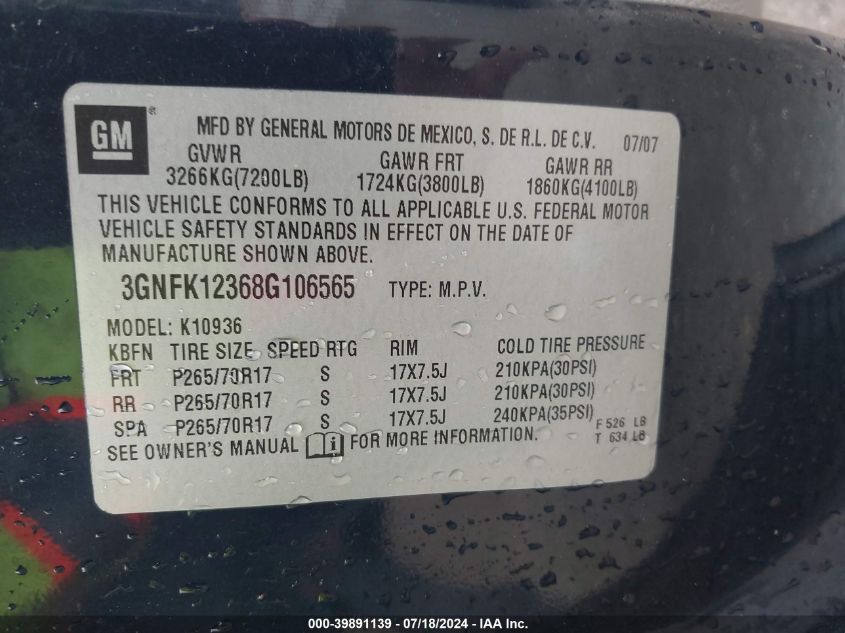 GM ®
MFD BY GENERAL MOTORS DE MEXICO, S. DE R.L. DE C.V. 07/07
GVWR GAWR FRT GAWR RR
3266KG(7200LB) 1724KG(3800LB) 1860KG(4100LB)
THIS VEHICLE CONFORMS TO ALL APPLICABLE U.S. FEDERAL MOTOR
VEHICLE SAFETY STANDARDS IN EFFECT ON THE DATE OF
MANUFACTURE SHOWN ABOVE.
3GNFK12368G106565 TYPE: M.P.V.
MODEL: K10936
KBFN TIRE SIZE SPEED RTG RIM COLD TIRE PRESSURE
FRT P265/70R17 S 17X7.5J 210KPA(30PSI)
RR P265/70R17 S 17X7.5J 210KPA(30PSI)
SPA P265/70R17 S 17X7.5J 240KPA(35PSI) F 526 LB
SEE OWNER'S MANUAL FOR MORE INFORMATION. T 634 LB
000-39891139 - 07/18/2024 - IAA Inc.